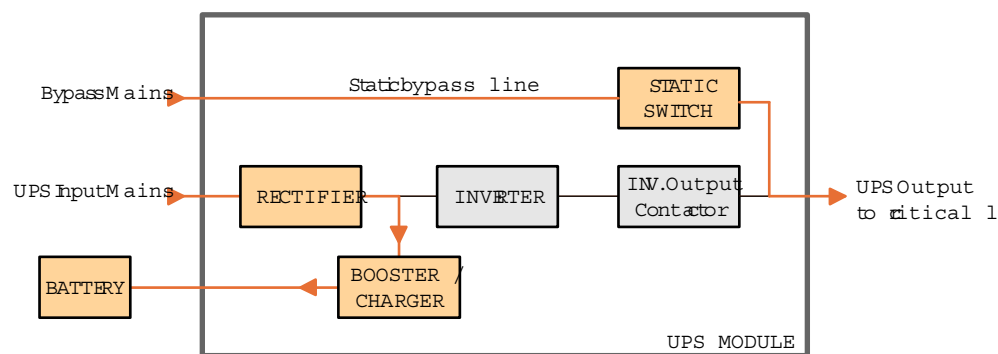 Static bypass line
Bypass Mains
STATIC
SWITCH
UPS Input Mains
RECTIFIER
INVERTER
INV. Output
Contactor
UPS Output
to critical l
BATTERY
BOOSTER /
CHARGER
UPS MODULE